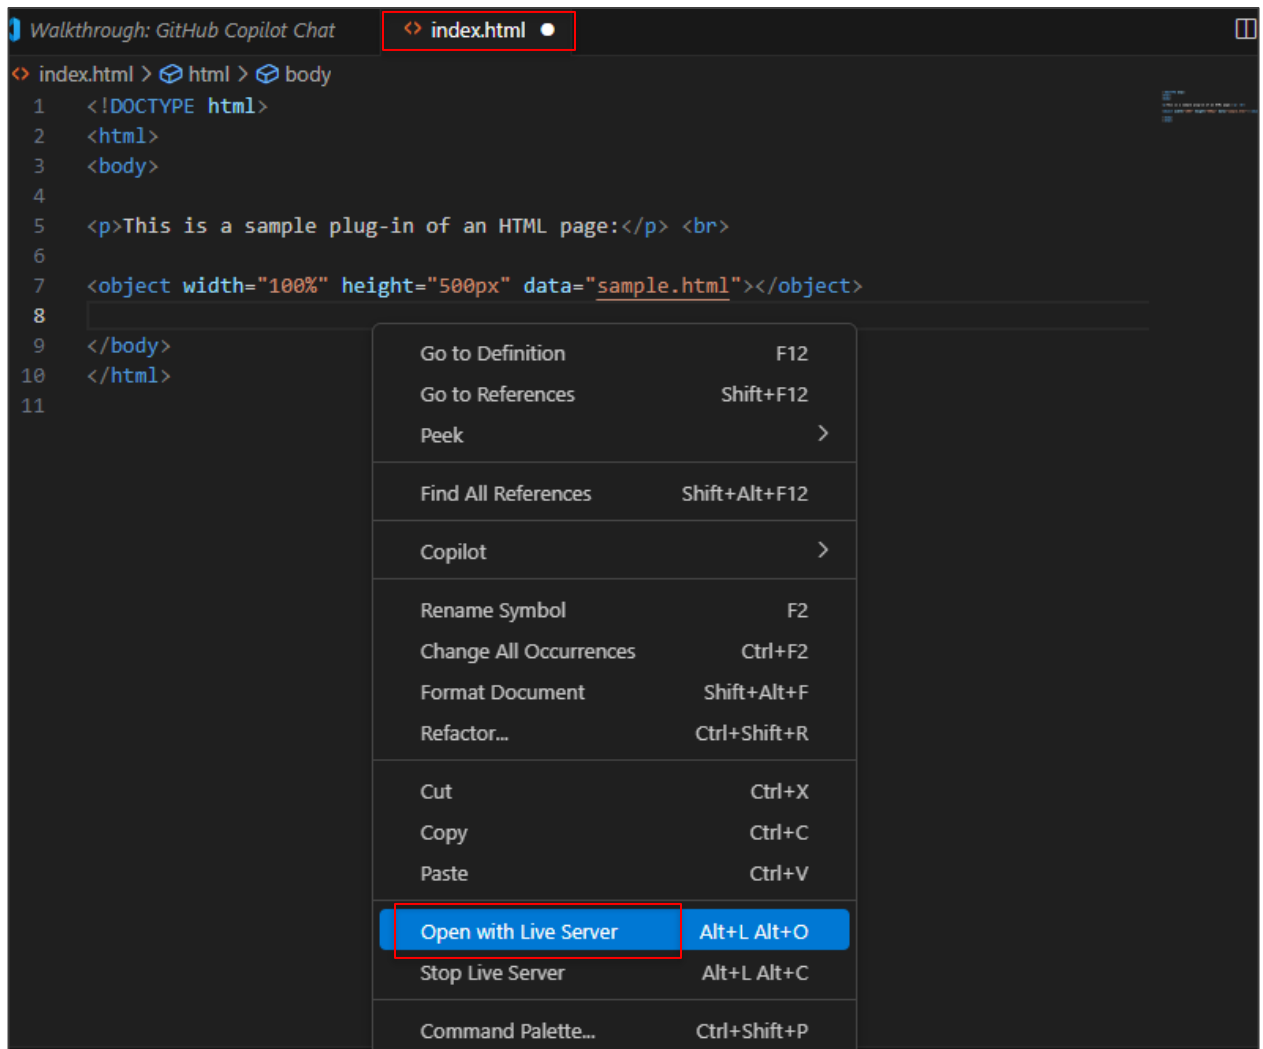 Walkthrough: GitHub Copilot Chat
<> index.html
<> index.html > html > body
1 <!DOCTYPE html>
2 <html>
3 <body>
4
5 <p>This is a sample plug-in of an HTML page:</p> <br>
6
7 <object width="100%" height="500px" data="sample.html"></object>
8
9 </body>
10 </html>
11
Go to Definition F12
Go to References Shift+F12
Peek >
Find All References Shift+Alt+F12
Copilot >
Rename Symbol F2
Change All Occurrences Ctrl+F2
Format Document Shift+Alt+F
Refactor... Ctrl+Shift+R
Cut Ctrl+X
Copy Ctrl+C
Paste Ctrl+V
Open with Live Server Alt+L Alt+O
Stop Live Server Alt+L Alt+C
Command Palette... Ctrl+Shift+P